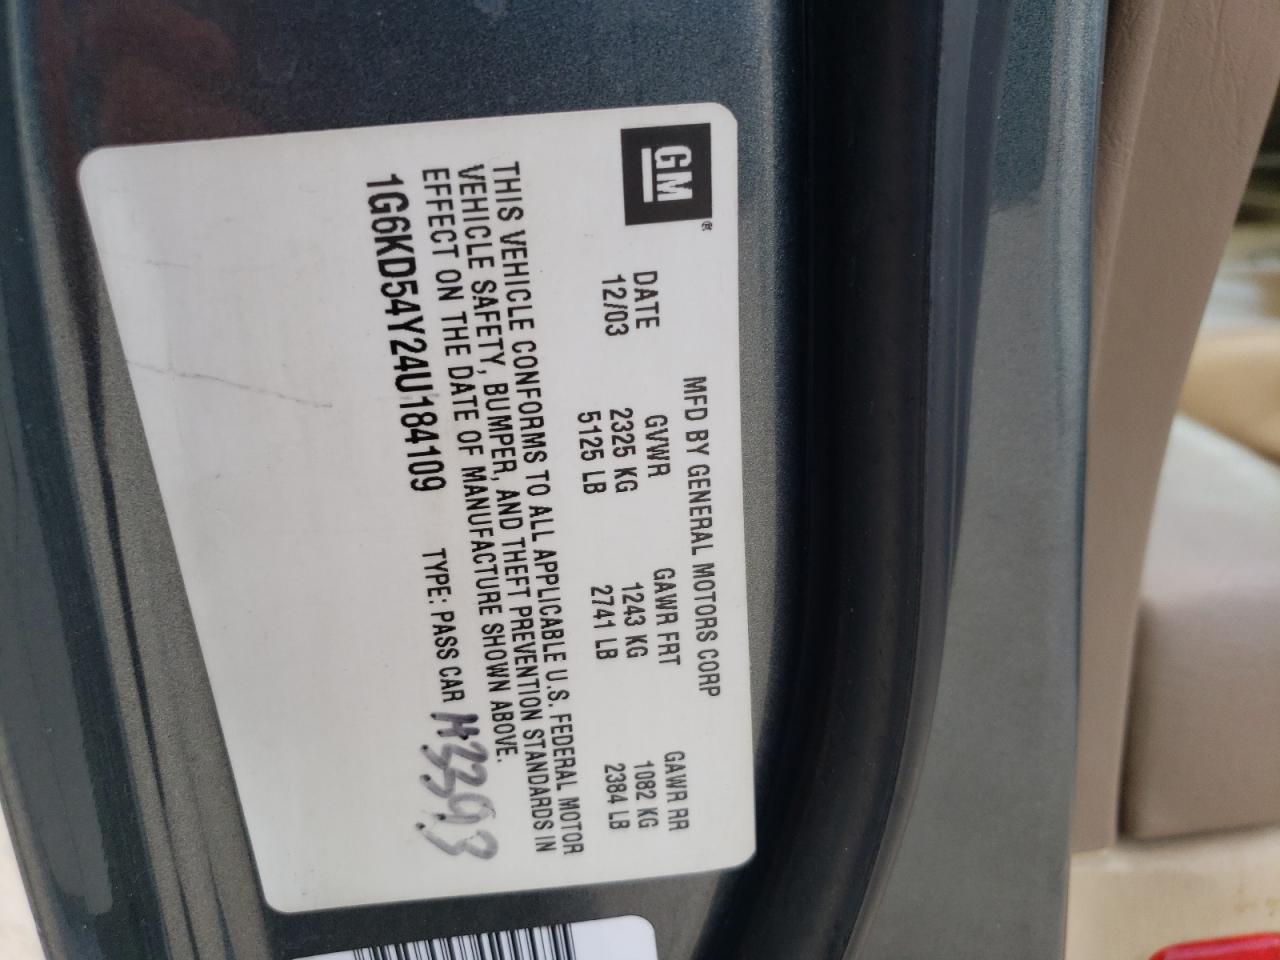 GM
MFD BY GENERAL MOTORS CORP
DATE GVWR GAWR FRT GAWR RR
12/03 2325 KG 1243 KG 1082 KG
5125 LB 2741 LB 2384 LB
THIS VEHICLE CONFORMS TO ALL APPLICABLE U.S. FEDERAL MOTOR
VEHICLE SAFETY, BUMPER, AND THEFT PREVENTION STANDARDS IN
EFFECT ON THE DATE OF MANUFACTURE SHOWN ABOVE.
1G6KD54Y24U184109 TYPE: PASS CAR